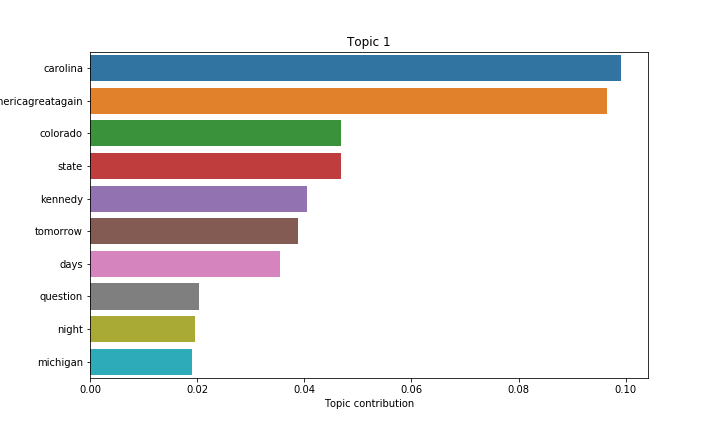 Topic 1
carolina
nericagreatagain
colorado
state
kennedy
tomorrow
days
question
night
michigan
0.00 0.02 0.04 0.06 0.08 0.10
Topic contribution